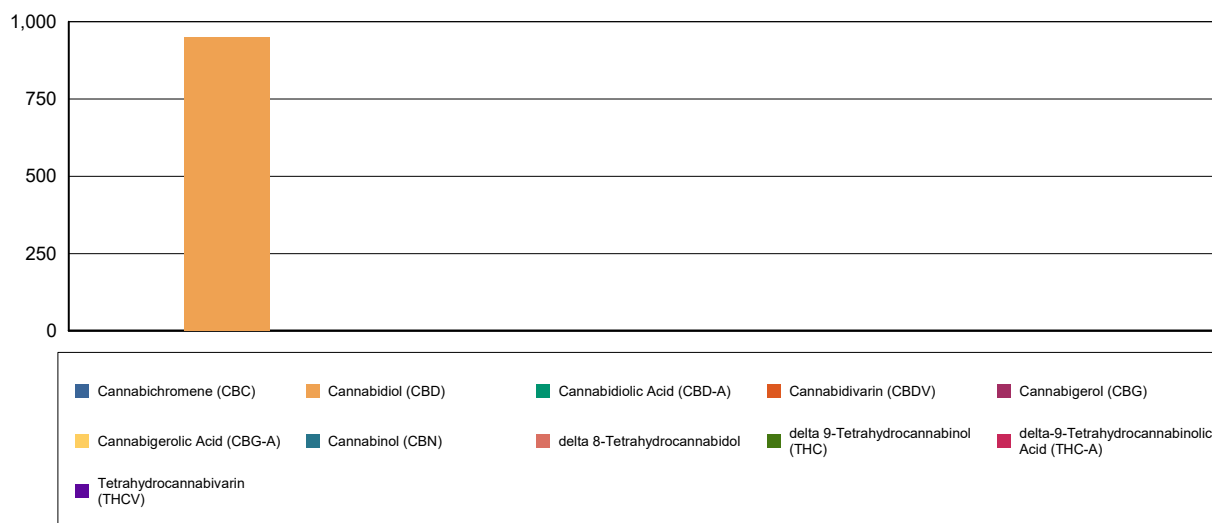 1,000
750
500
250
0
Cannabichromene (CBC)
Cannabidiol (CBD)
Cannabidiolic Acid (CBD-A)
Cannabidivarin (CBDV)
Cannabigerol (CBG)
Cannabigerolic Acid (CBG-A)
Cannabinol (CBN)
delta 8-Tetrahydrocannabidol
delta 9-Tetrahydrocannabinol
(THC)
delta-9-Tetrahydrocannabinolic
Acid (THC-A)
Tetrahydrocannabivarin
(THCV)